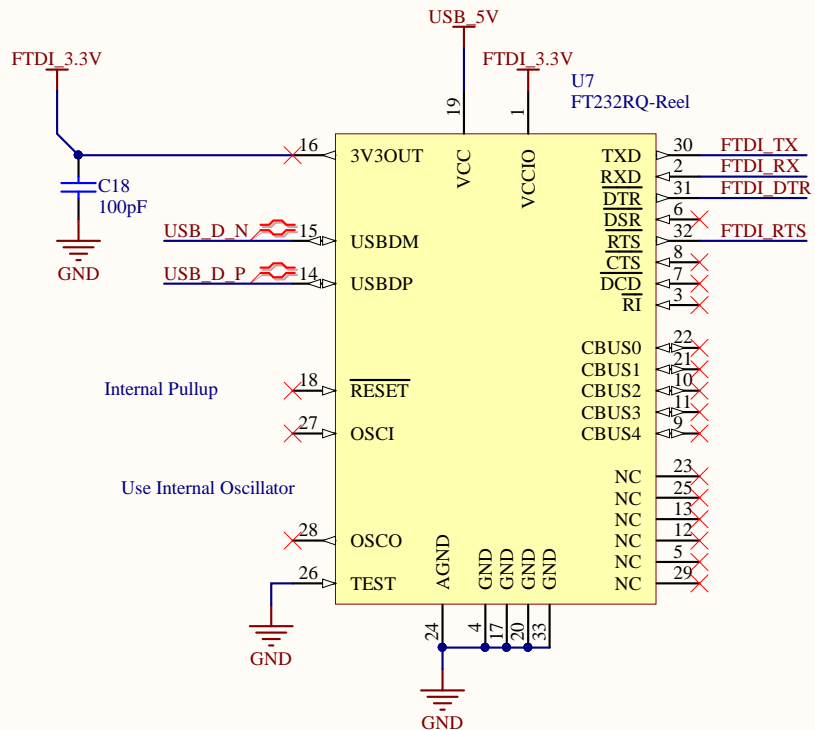 USB_5V
FTDI_3.3V
FTDI_3.3V
U7
FT232RQ-Reel
19
1
16
3V3OUT
VCC
VCCIO
TXD
30
FTDI_TX
RXD
2
FTDI_RX
DTR
31
FTDI_DTR
DSR
6
RTS
32
FTDI_RTS
CTS
8
DCD
7
RI
3
C18
100pF
GND
USB_D_N
15
USBDM
USB_D_P
14
USBDP
CBUS0
22
CBUS1
21
CBUS2
10
CBUS3
11
CBUS4
9
Internal Pullup
18
RESET
27
OSCI
Use Internal Oscillator
28
OSCO
26
TEST
NC
23
NC
25
NC
13
NC
12
NC
5
NC
29
AGND
GND
GND
GND
GND
24
4
17
20
33
GND
GND